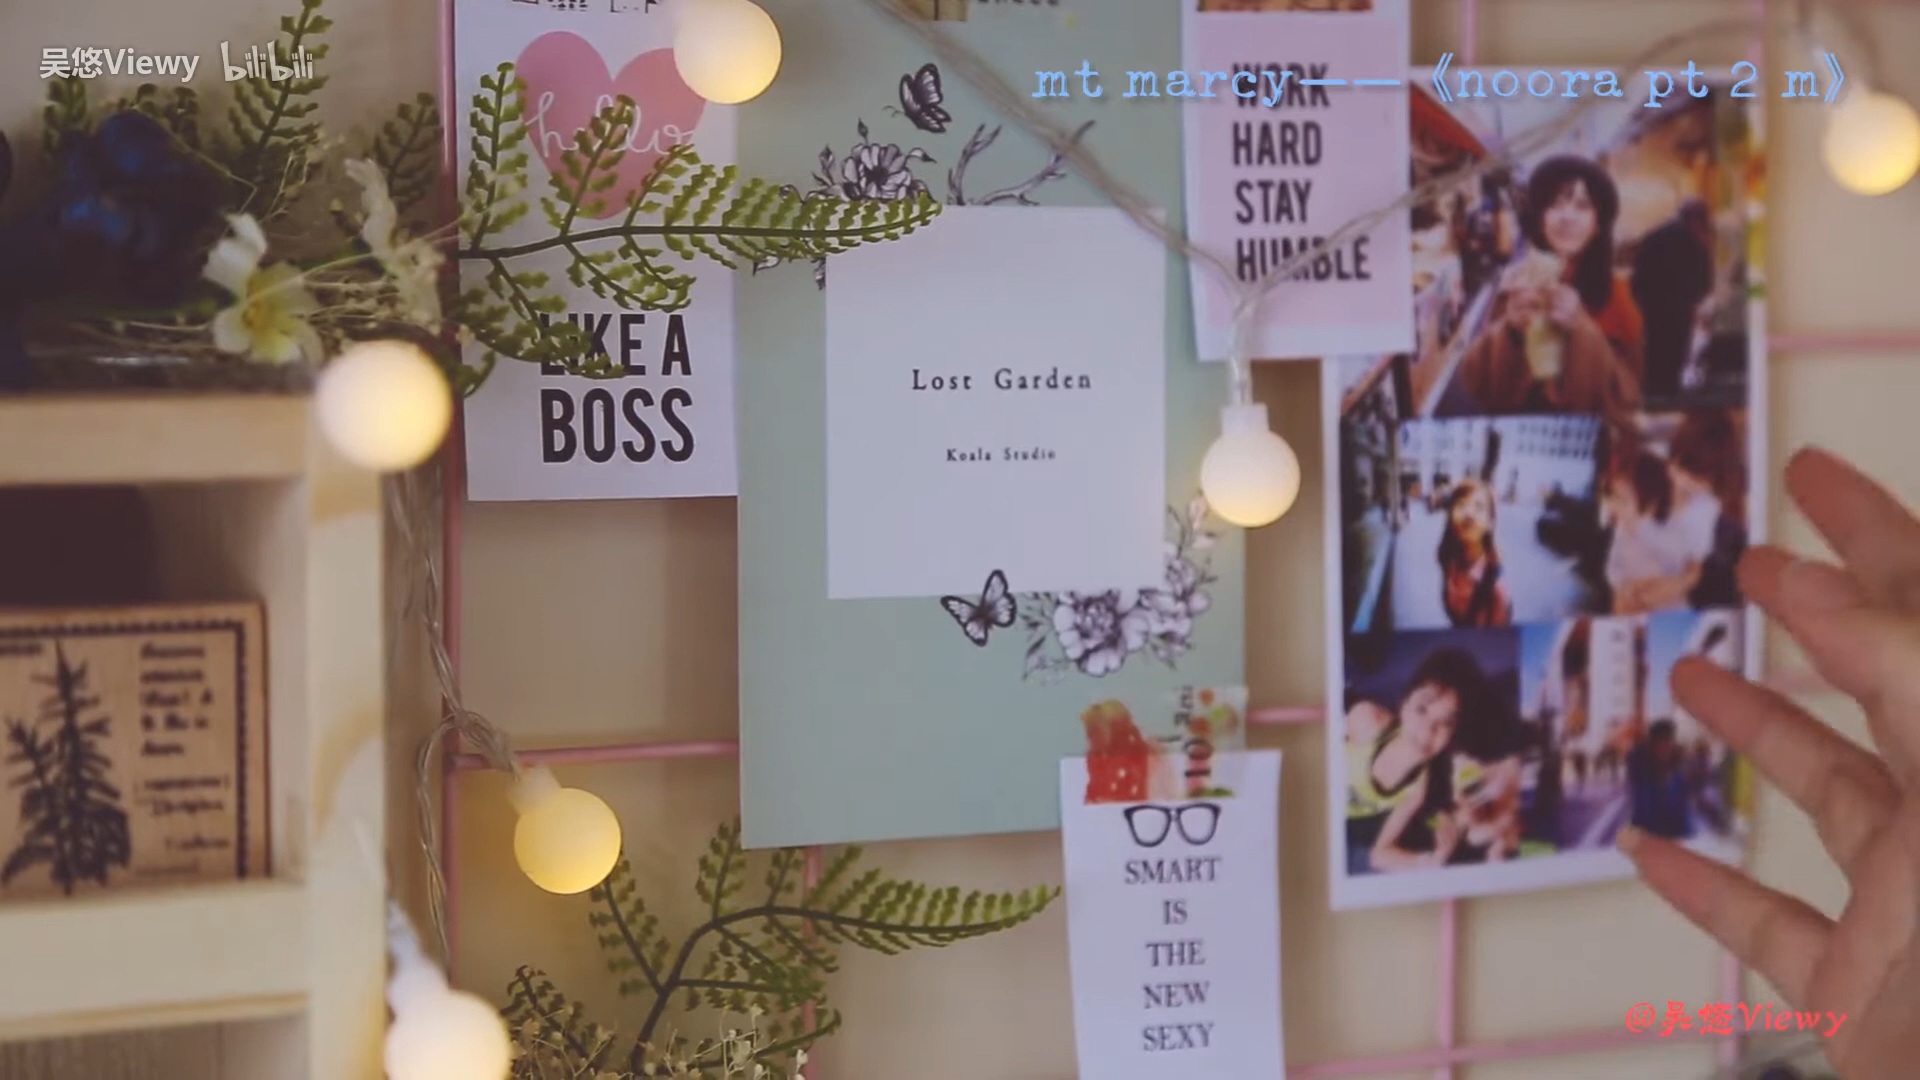 吴悠Viewy bilibili
mt marcy——《noora pt 2 m》
hello
LIKE A
BOSS
Lost Garden
Koala Studio
WORK
HARD
STAY
HUMBLE
SMART
IS
THE
NEW
SEXY
@吴悠Viewy